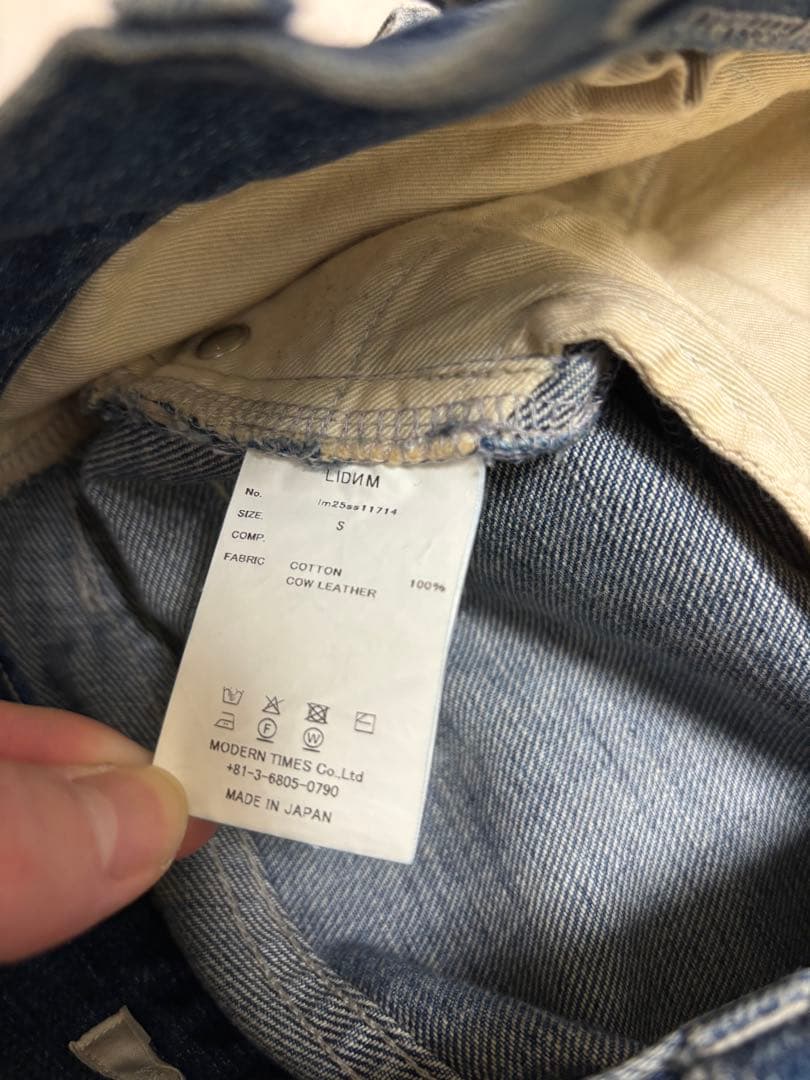 LIDИM
No. lm25ss11714
SIZE. S
COMP.
FABRIC COTTON 100%
COW LEATHER
F W
MODERN TIMES Co.,Ltd
+81-3-6805-0790
MADE IN JAPAN